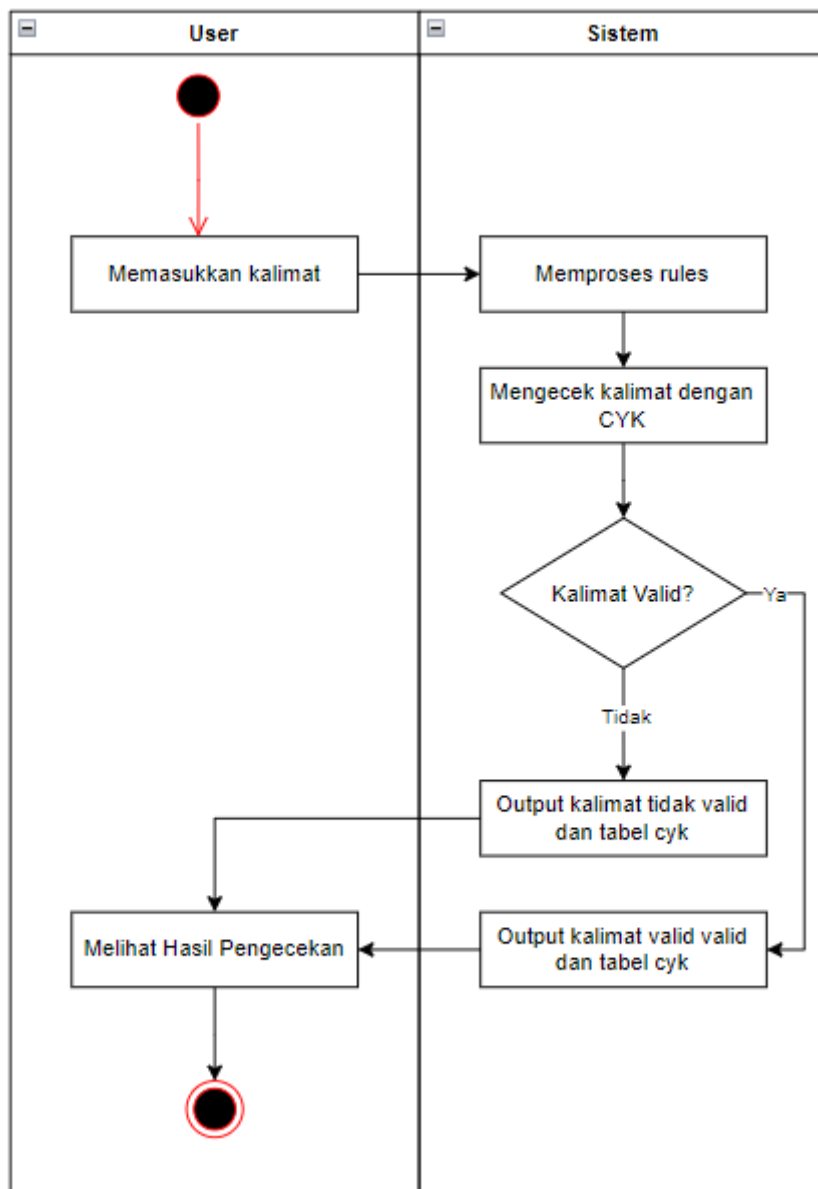 User
Sistem
Memasukkan kalimat
Memproses rules
Mengecek kalimat dengan
CYK
Kalimat Valid?
Ya
Tidak
Output kalimat tidak valid
dan tabel cyk
Melihat Hasil Pengecekan
Output kalimat valid valid
dan tabel cyk